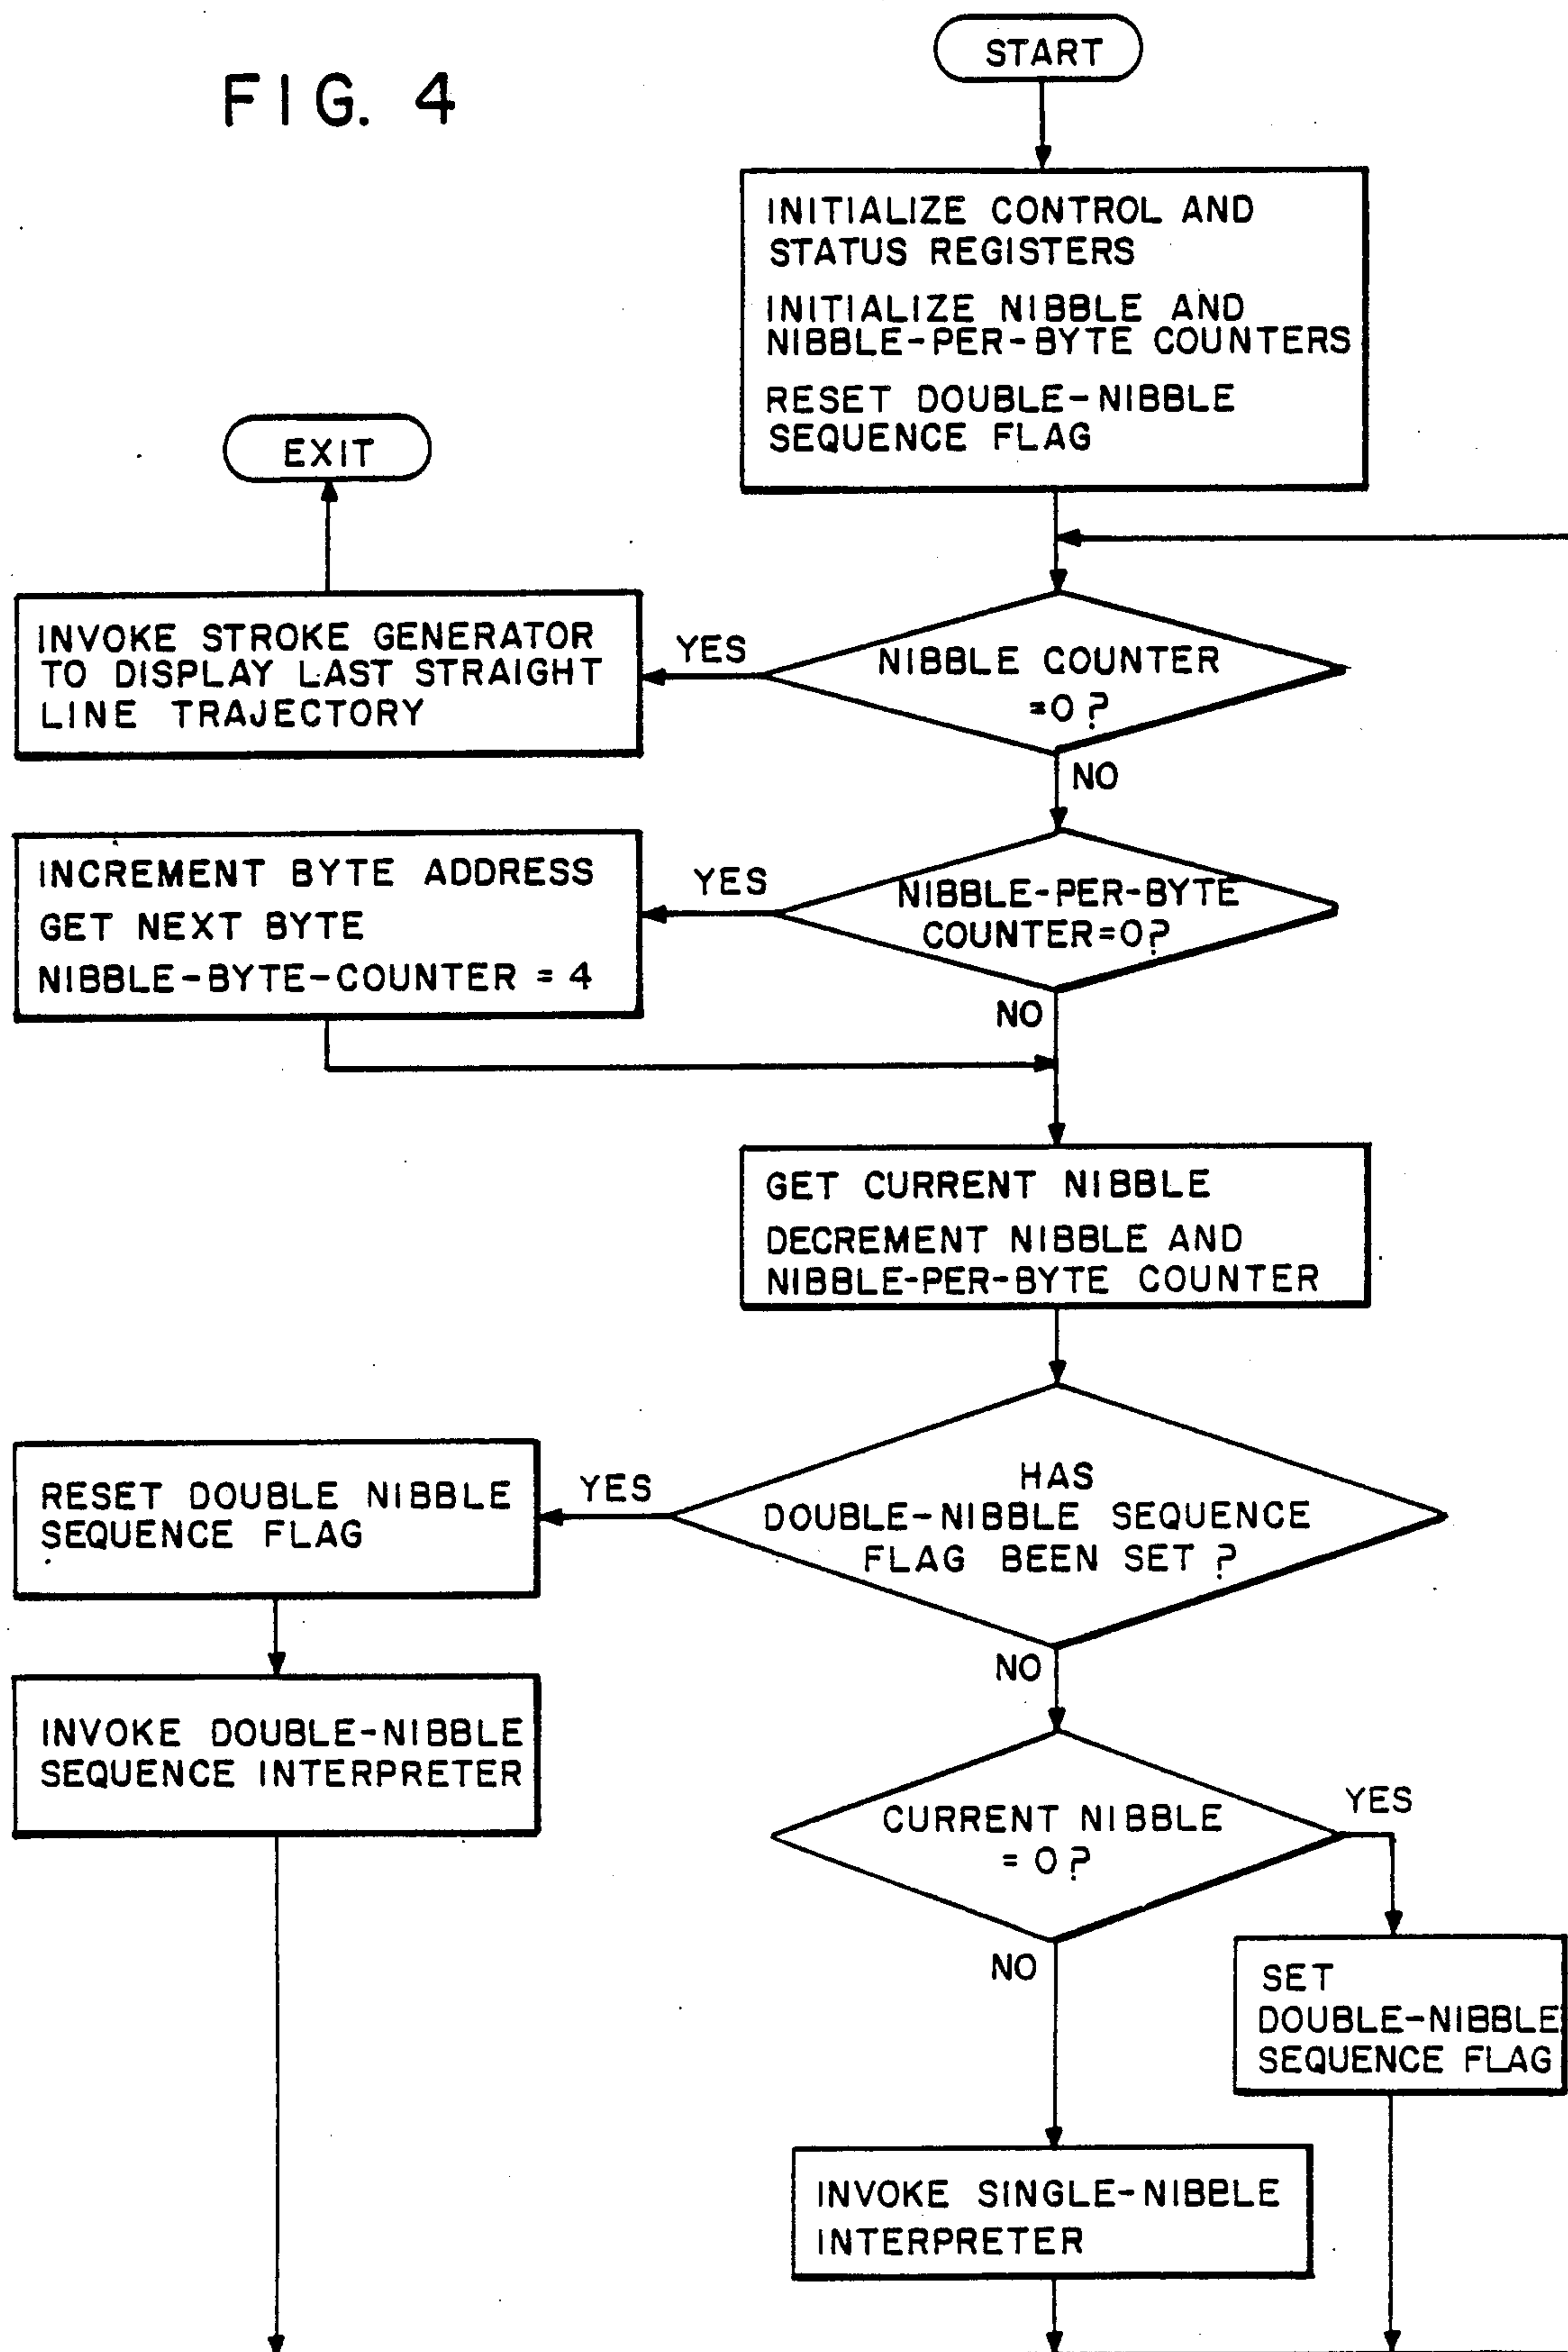 FIG. 4
START
INITIALIZE CONTROL AND
STATUS REGISTERS
INITIALIZE NIBBLE AND
NIBBLE-PER-BYTE COUNTERS
RESET DOUBLE-NIBBLE
SEQUENCE FLAG
EXIT
INVOKE STROKE GENERATOR
TO DISPLAY LAST STRAIGHT
LINE TRAJECTORY
YES
NIBBLE COUNTER
=0?
NO
INCREMENT BYTE ADDRESS
GET NEXT BYTE
NIBBLE-BYTE-COUNTER = 4
YES
NIBBLE-PER-BYTE
COUNTER=0?
NO
GET CURRENT NIBBLE
DECREMENT NIBBLE AND
NIBBLE-PER-BYTE COUNTER
RESET DOUBLE NIBBLE
SEQUENCE FLAG
YES
HAS
DOUBLE-NIBBLE SEQUENCE
FLAG BEEN SET ?
NO
INVOKE DOUBLE-NIBBLE
SEQUENCE INTERPRETER
CURRENT NIBBLE
= 0?
YES
NO
SET
DOUBLE-NIBBLE
SEQUENCE FLAG
INVOKE SINGLE-NIBBLE
INTERPRETER